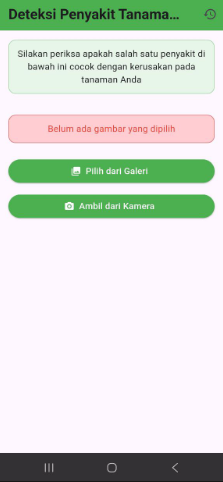 Deteksi Penyakit Tanama...
Silakan periksa apakah salah satu penyakit di
bawah ini cocok dengan kerusakan pada
tanaman Anda
Belum ada gambar yang dipilih
Pilih dari Galeri
Ambil dari Kamera